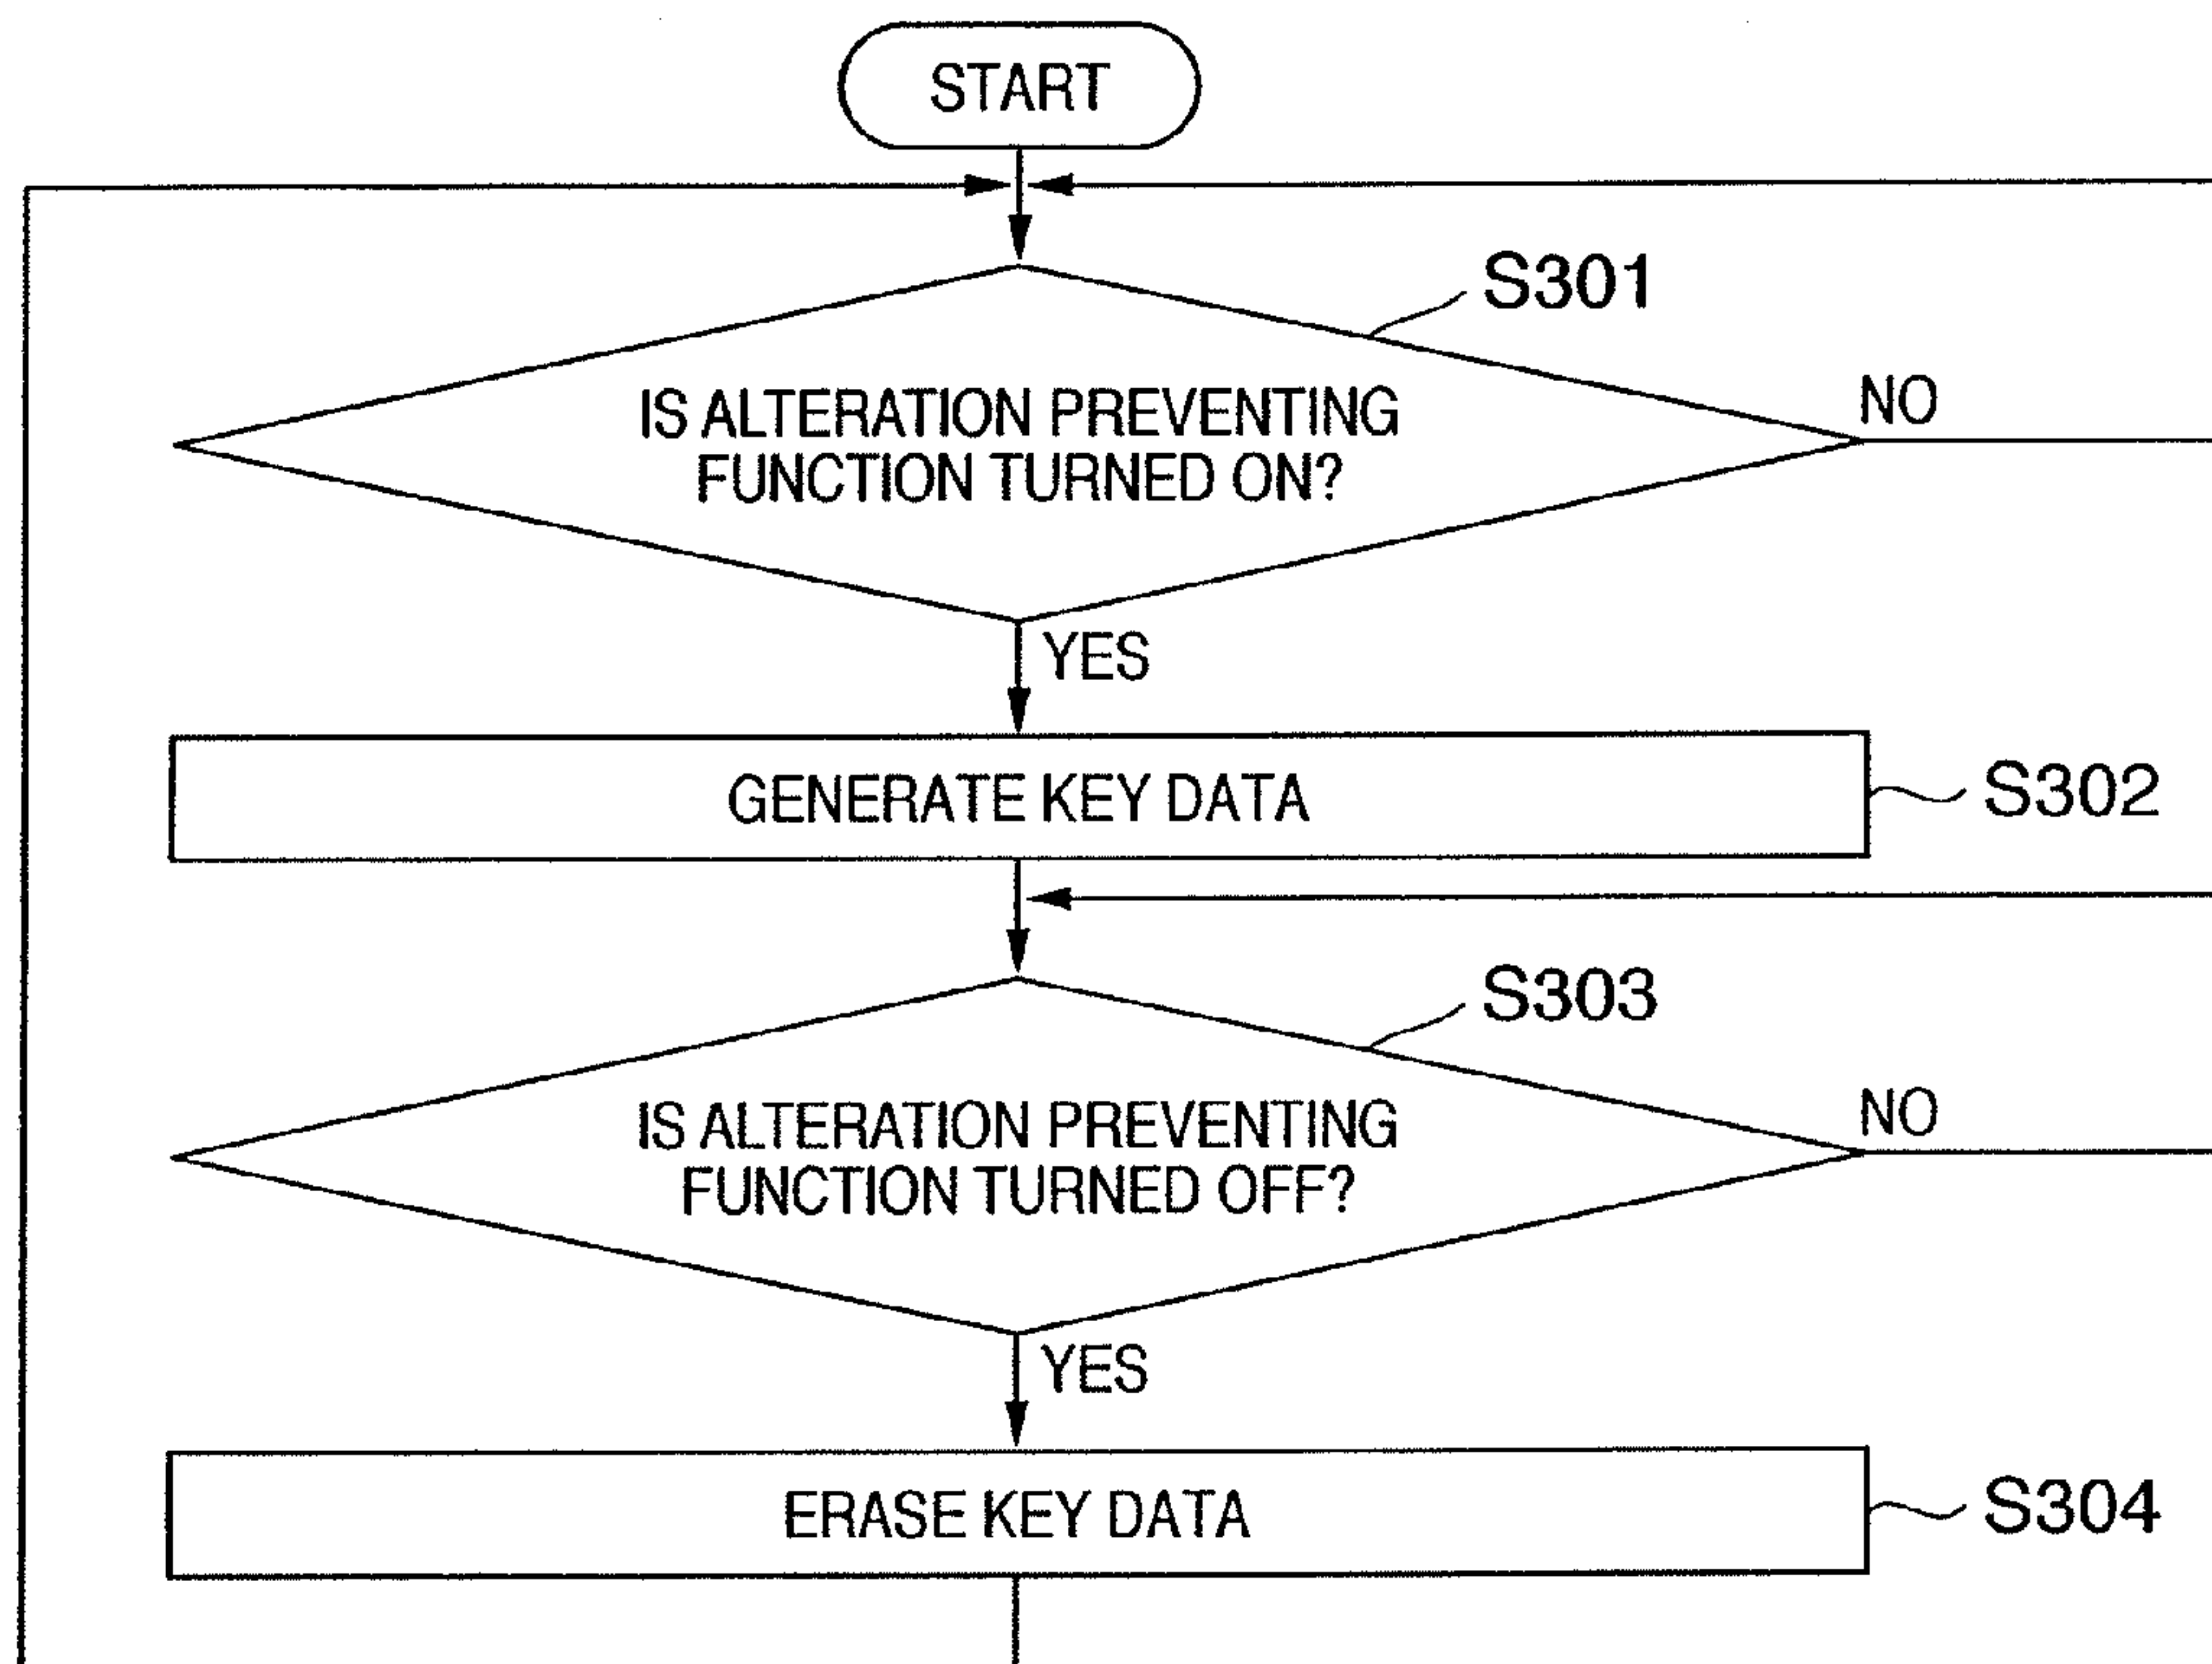 START
S301
IS ALTERATION PREVENTING
FUNCTION TURNED ON?
NO
YES
GENERATE KEY DATA
S302
S303
IS ALTERATION PREVENTING
FUNCTION TURNED OFF?
NO
YES
ERASE KEY DATA
S304